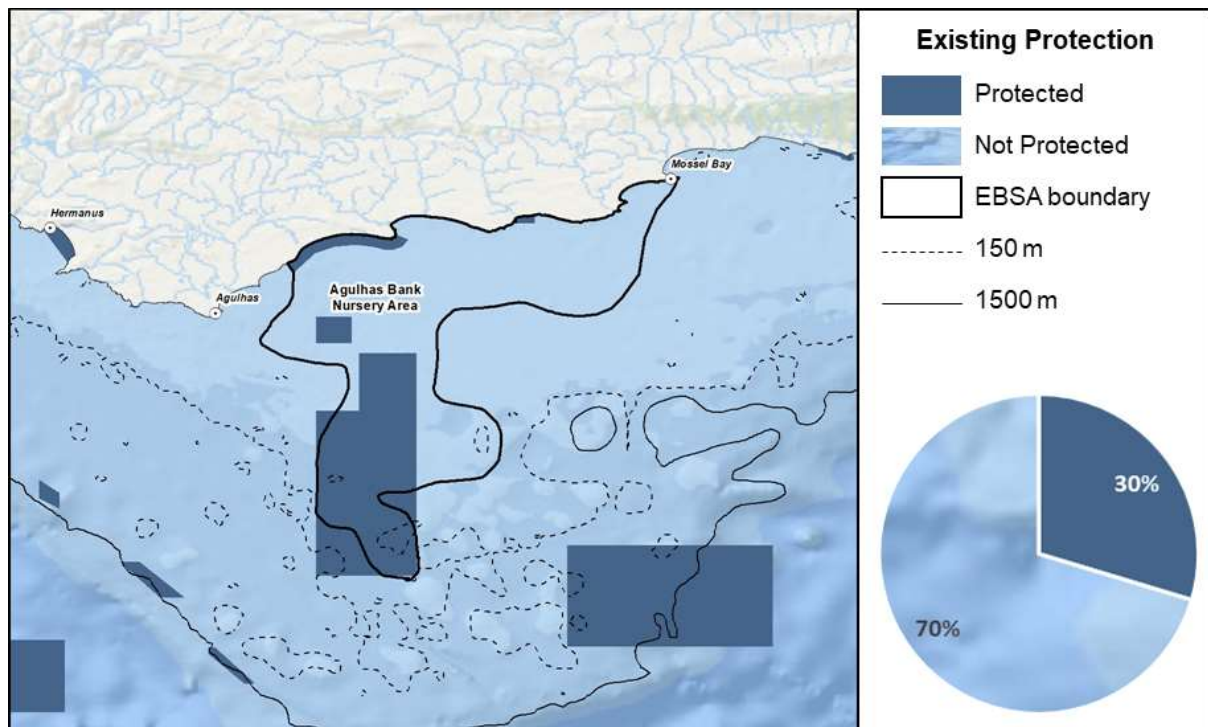 Hermanus
Agulhas
Mossel Bay
Agulhas Bank
Nursery Area
Existing Protection
Protected
Not Protected
EBSA boundary
150 m
1500 m
30%
70%